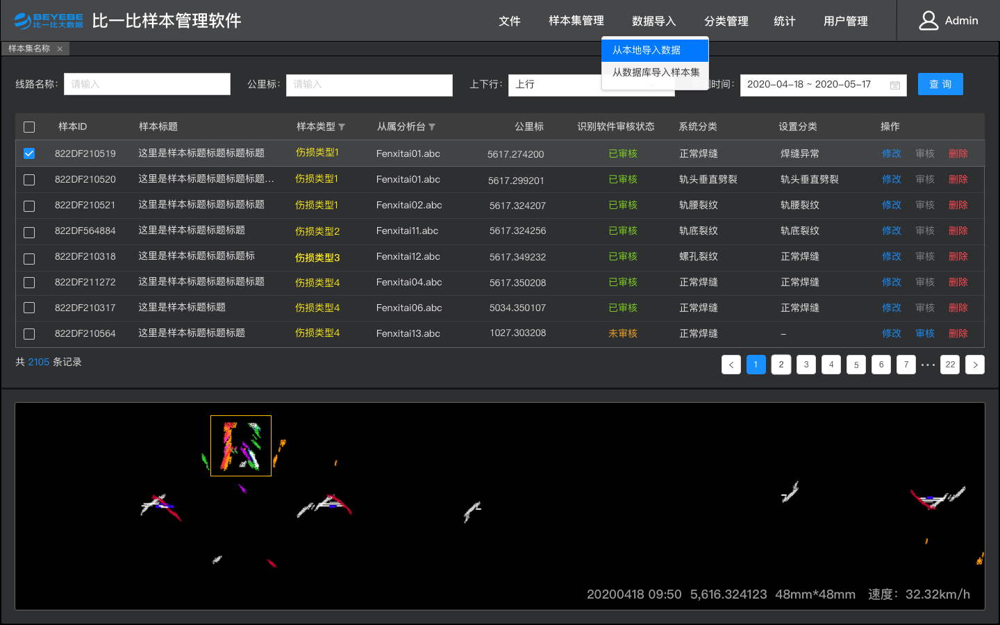 BEYEBE
比一比大数据
比一比样本管理软件
文件 样本集管理 数据导入 分类管理 统计 用户管理 Admin
样本集名称 ×
从本地导入数据
从数据库导入样本集
线路名称: 请输入 公里标: 请输入 上下行: 上行 时间: 2020-04-18 ~ 2020-05-17 查 询
样本ID 样本标题 样本类型 从属分析台 公里标 识别软件审核状态 系统分类 设置分类 操作
822DF210519 这里是样本标题标题标题标题 伤损类型1 Fenxitai01.abc 5617.274200 已审核 正常焊缝 焊缝异常 修改 审核 删除
822DF210520 这里是样本标题标题标题标题... 伤损类型1 Fenxitai01.abc 5617.299201 已审核 轨头垂直劈裂 轨头垂直劈裂 修改 审核 删除
822DF210521 这里是样本标题标题标题标题 伤损类型1 Fenxitai02.abc 5617.324207 已审核 轨腰裂纹 轨腰裂纹 修改 审核 删除
822DF564884 这里是样本标题标题标题 伤损类型2 Fenxitai11.abc 5617.324256 已审核 轨底裂纹 轨底裂纹 修改 审核 删除
822DF210318 这里是样本标题标题标题标 伤损类型3 Fenxitai12.abc 5617.349232 已审核 螺孔裂纹 正常焊缝 修改 审核 删除
822DF211272 这里是样本标题标题标题标题 伤损类型4 Fenxitai04.abc 5617.350208 已审核 正常焊缝 正常焊缝 修改 审核 删除
822DF210317 这里是样本标题标题 伤损类型4 Fenxitai06.abc 5034.350107 已审核 正常焊缝 正常焊缝 修改 审核 删除
822DF210564 这里是样本标题标题标题 伤损类型4 Fenxitai13.abc 1027.303208 未审核 正常焊缝 – 修改 审核 删除
共 2105 条记录
< 1 2 3 4 5 6 7 ••• 22 >
20200418 09:50 5,616.324123 48mm*48mm 速度: 32.32km/h